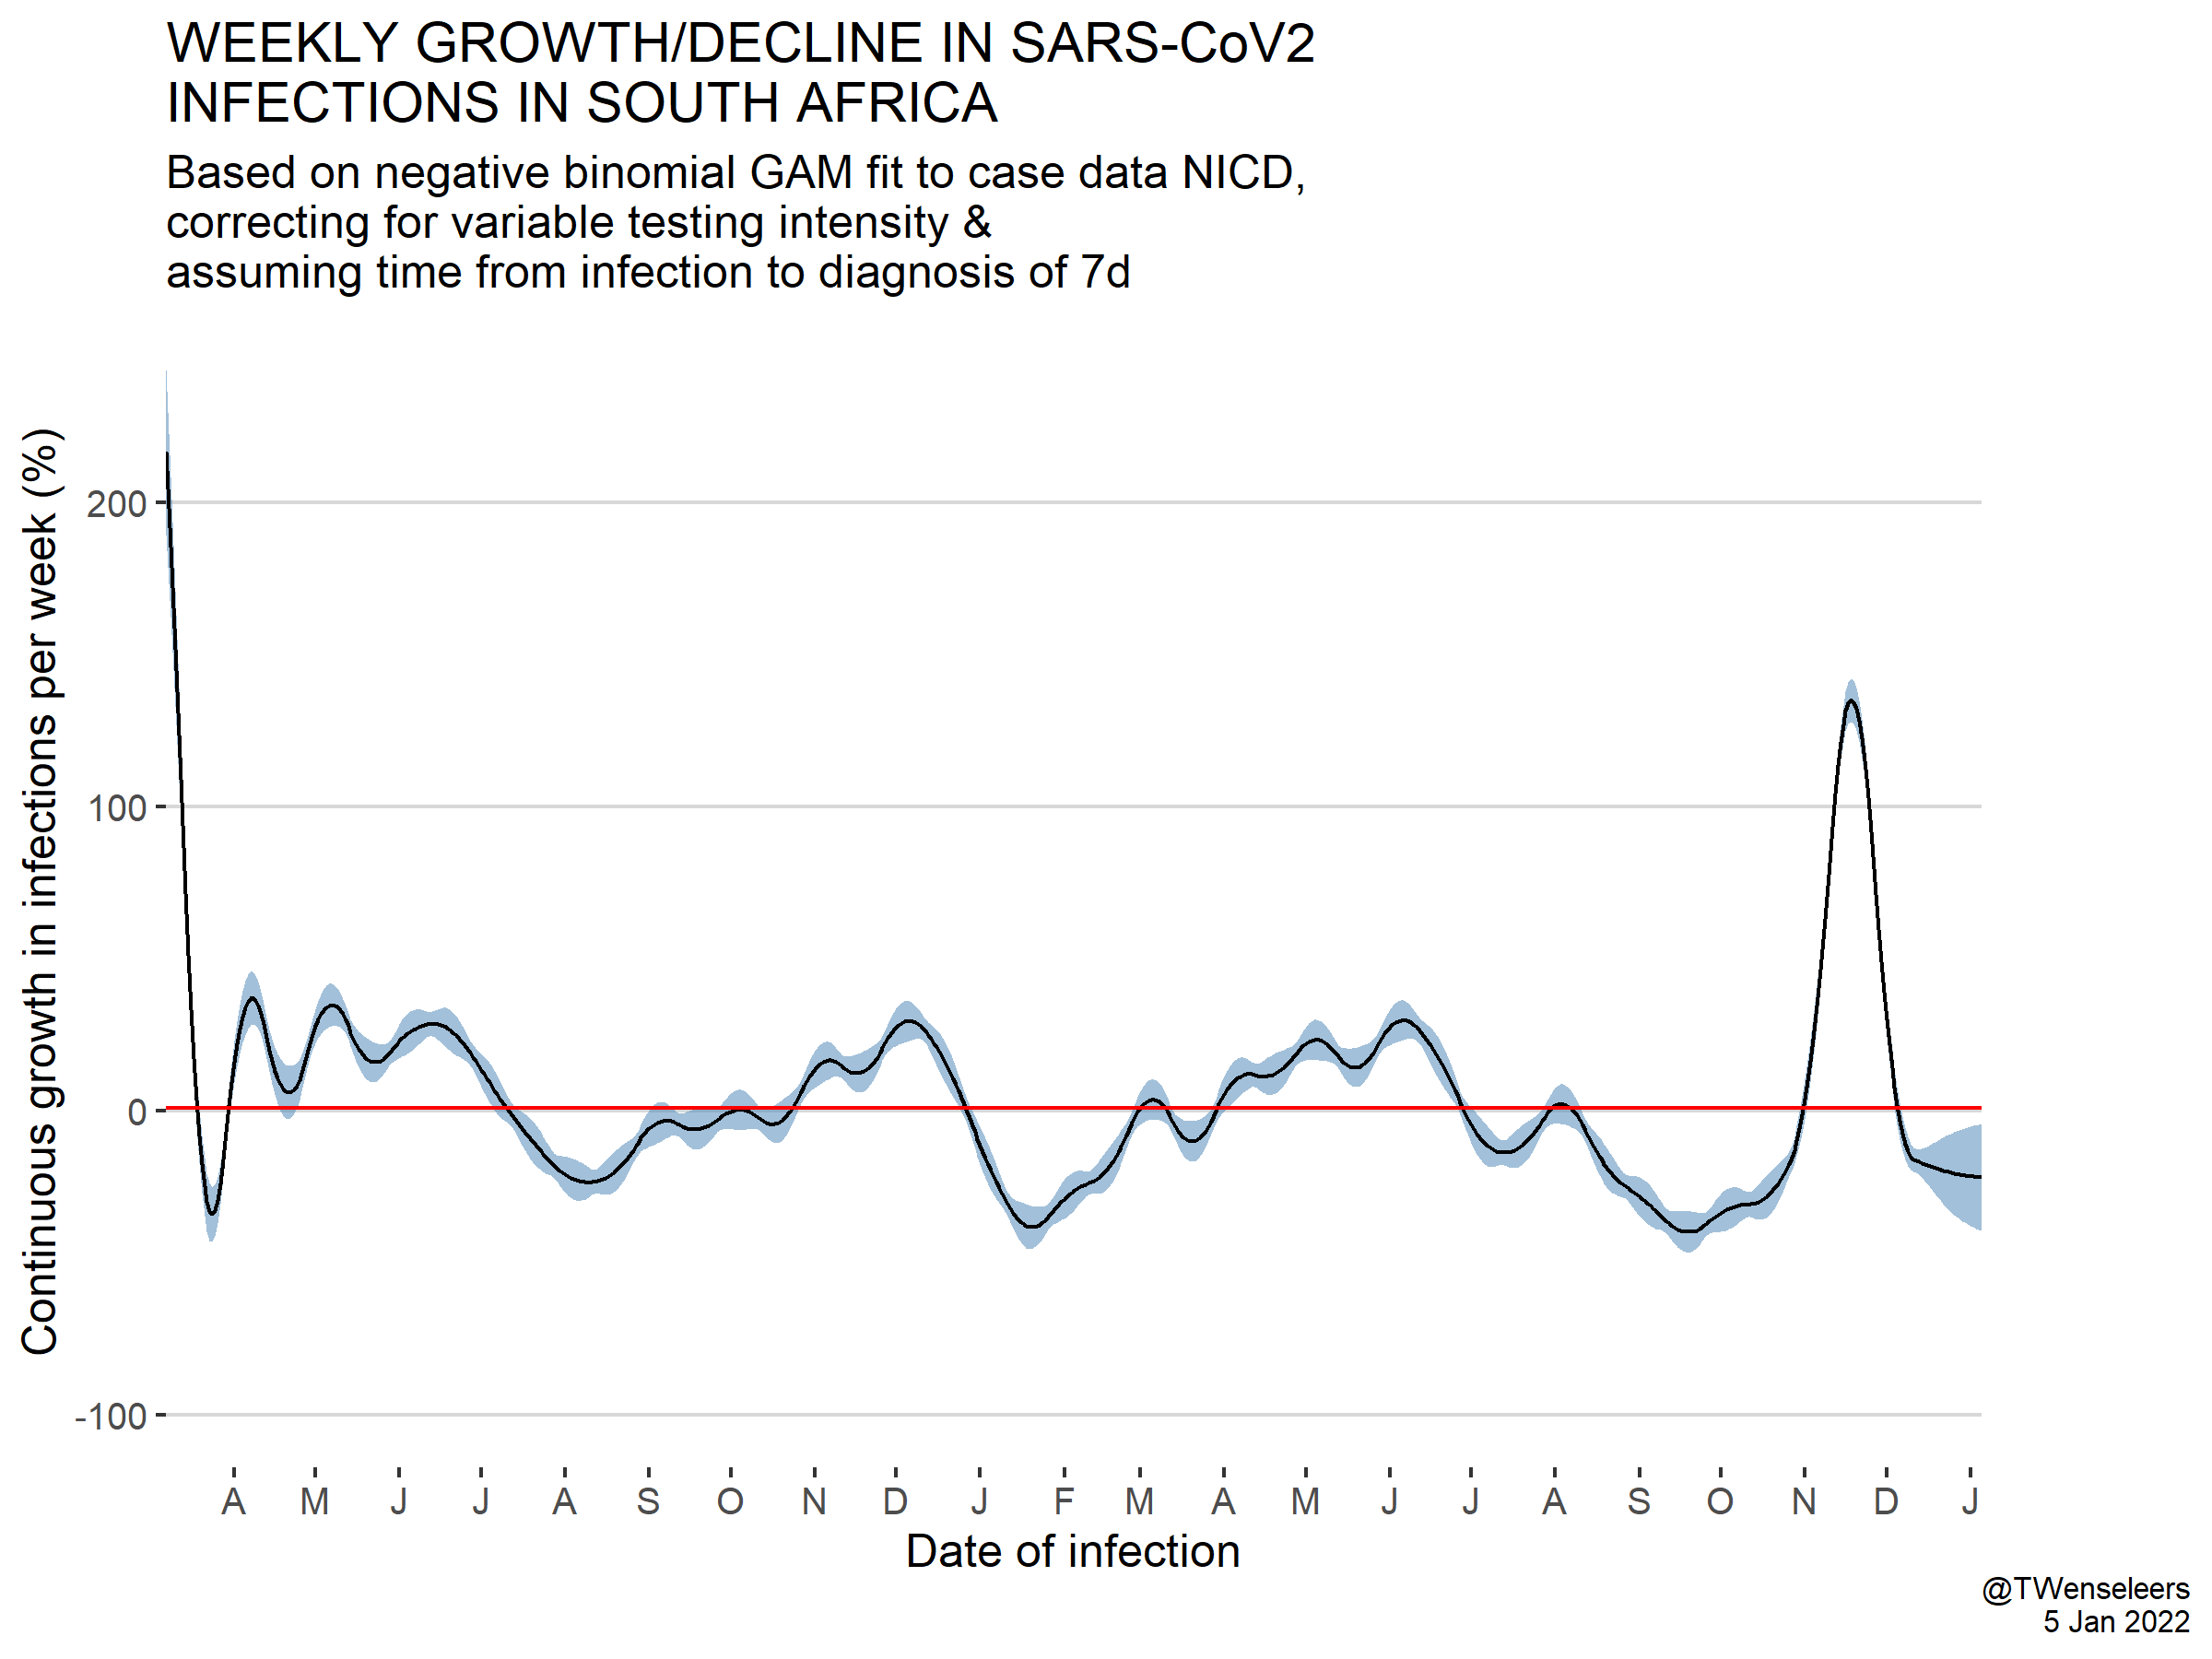 WEEKLY GROWTH/DECLINE IN SARS-CoV2
INFECTIONS IN SOUTH AFRICA
Based on negative binomial GAM fit to case data NICD,
correcting for variable testing intensity &
assuming time from infection to diagnosis of 7d
Continuous growth in infections per week (%)
200
100
0
-100
A M J J A S O N D J F M A M J J A S O N D J
Date of infection
@TWenseleers
5 Jan 2022